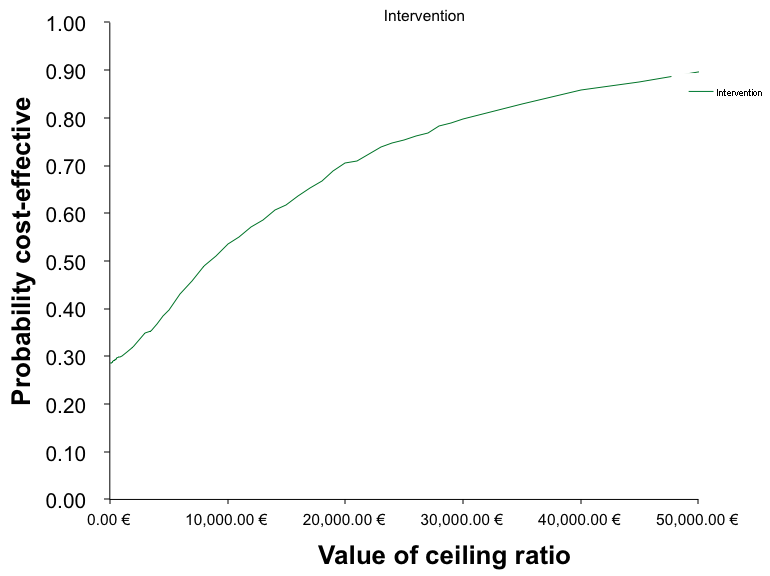 Intervention
1.00
0.90
0.80
0.70
0.60
0.50
0.40
0.30
0.20
0.10
0.00
Probability cost-effective
Intervention
0.00 € 10,000.00 € 20,000.00 € 30,000.00 € 40,000.00 € 50,000.00 €
Value of ceiling ratio